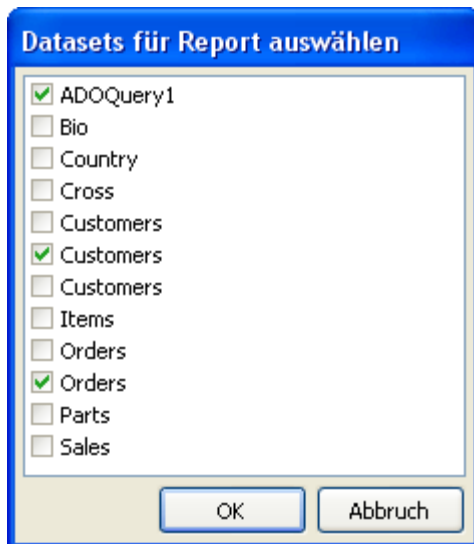 Datasets für Report auswählen
ADOQuery1
Bio
Country
Cross
Customers
Customers
Customers
Items
Orders
Orders
Parts
Sales
OK Abbruch